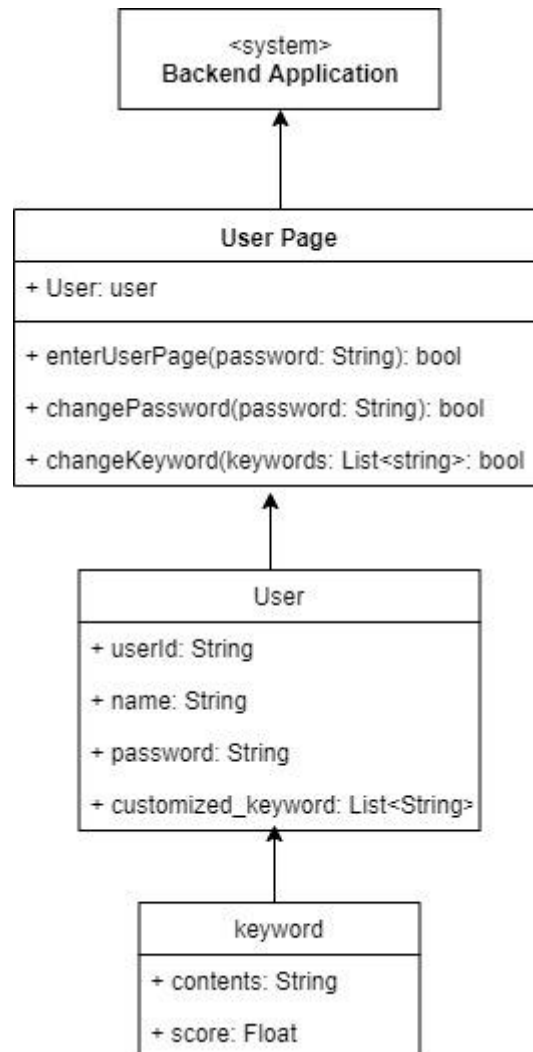 <system>
Backend Application
User Page
+ User: user
+ enterUserPage(password: String): bool
+ changePassword(password: String): bool
+ changeKeyword(keywords: List<string>: bool
User
+ userId: String
+ name: String
+ password: String
+ customized_keyword: List<String>
keyword
+ contents: String
+ score: Float